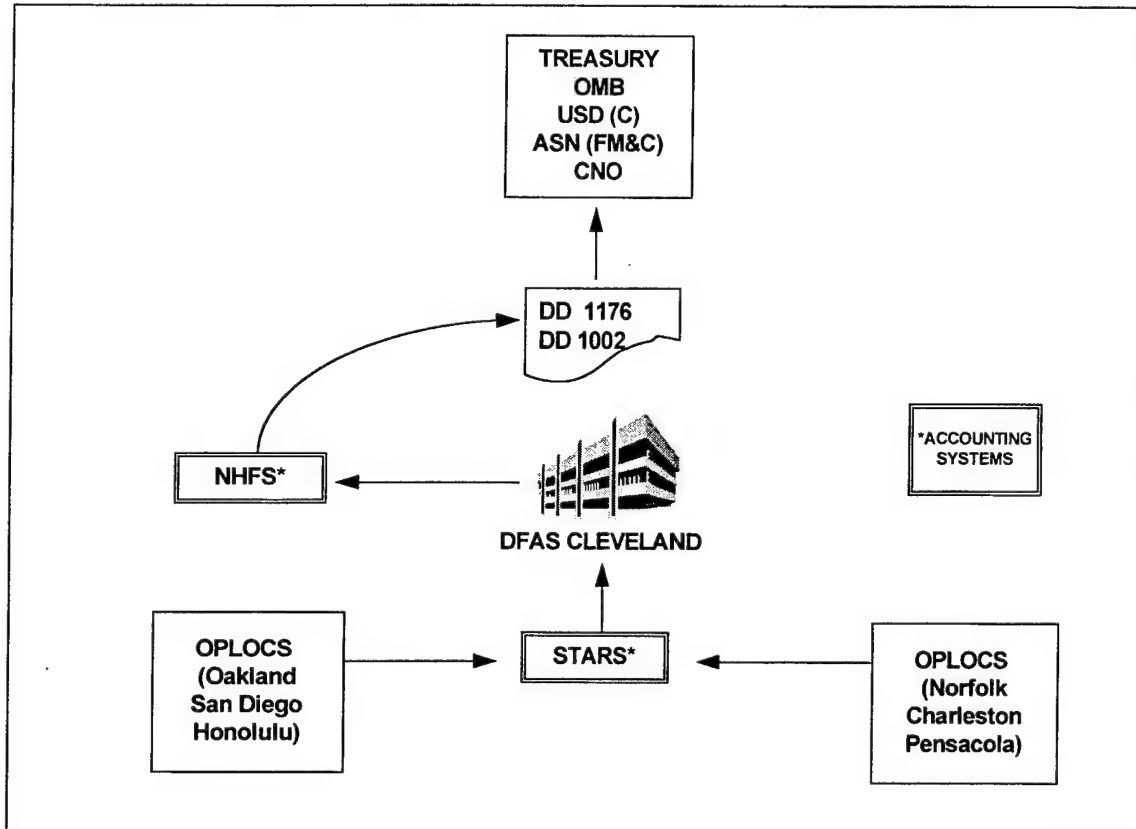 TREASURY
OMB
USD (C)
ASN (FM&C)
CNO
DD 1176
DD 1002
NHFS*
*ACCOUNTING
SYSTEMS
DFAS CLEVELAND
OPLOCS
(Oakland
San Diego
Honolulu)
STARS*
OPLOCS
(Norfolk
Charleston
Pensacola)